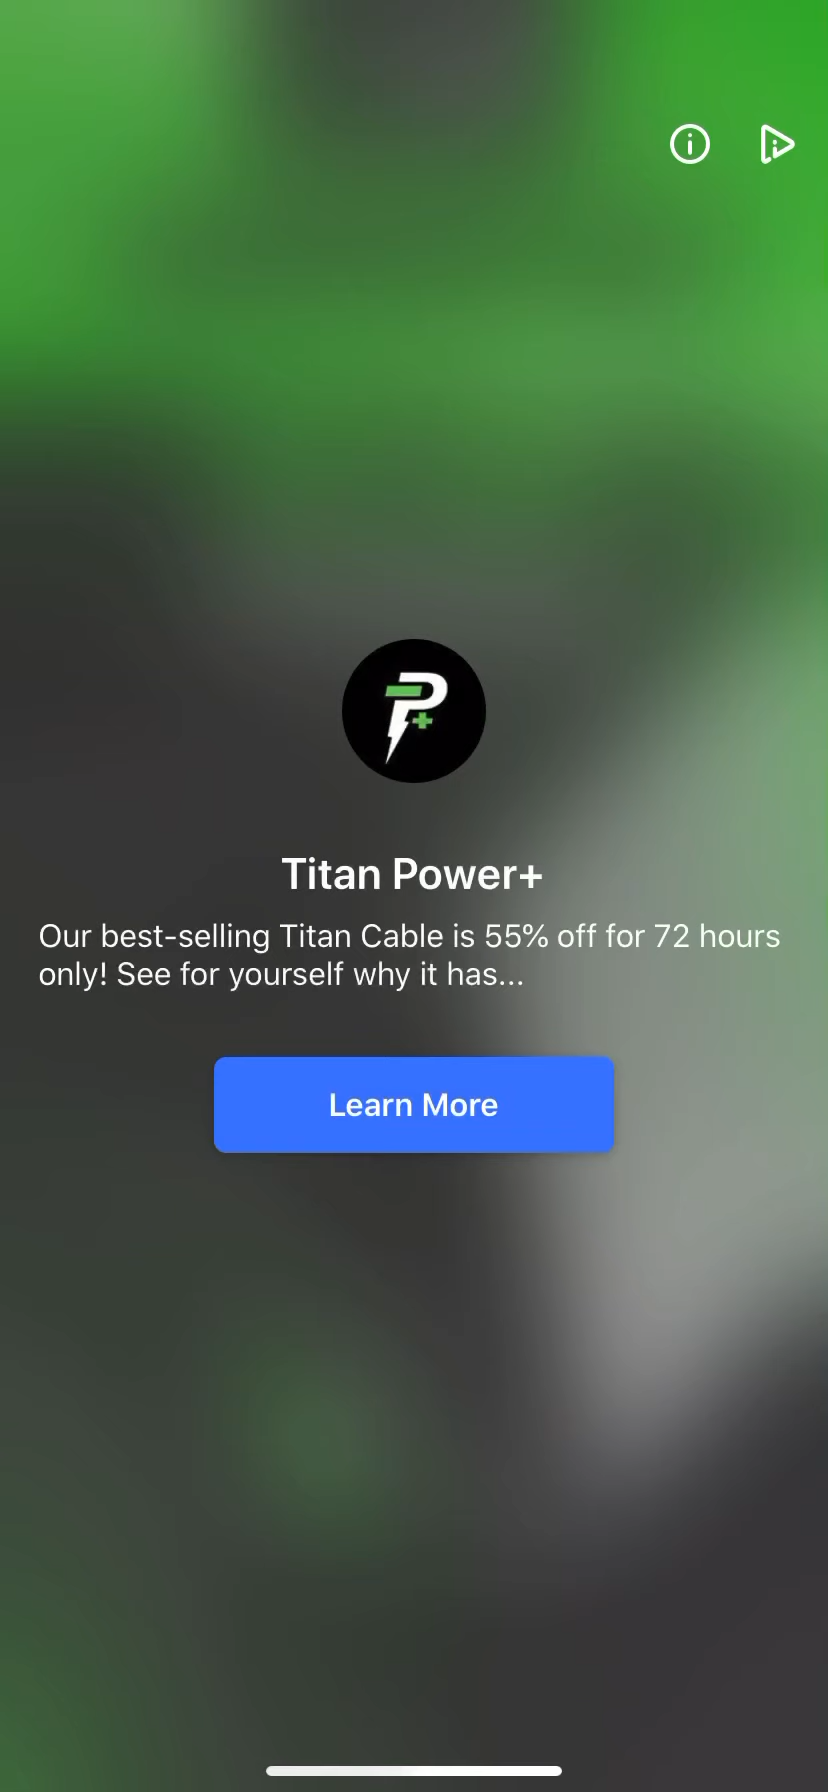 Titan Power+
Our best-selling Titan Cable is 55% off for 72 hours
only! See for yourself why it has...
Learn More